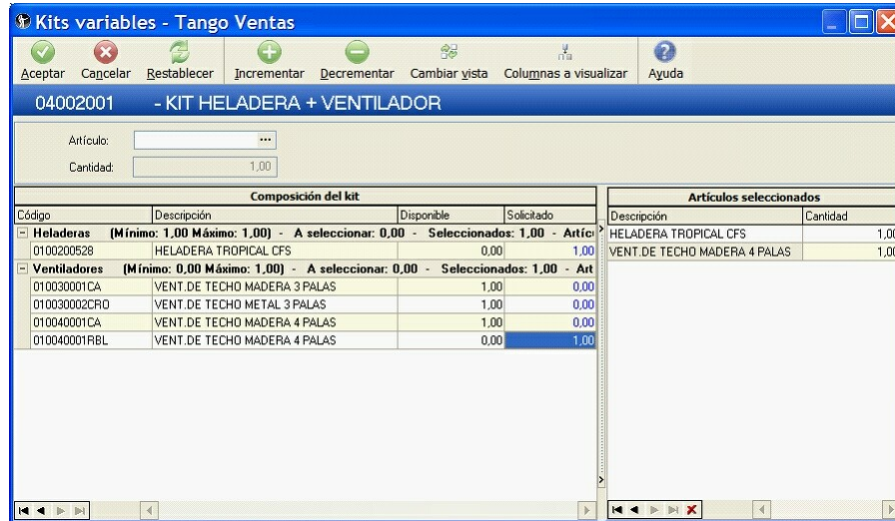 Kits variables - Tango Ventas
Aceptar Cancelar Restablecer Incrementar Decrementar Cambiar vista Columnas a visualizar Ayuda
04002001 - KIT HELADERA + VENTILADOR
Artículo: ...
Cantidad: 1,00
Composición del kit
Código Descripción Disponible Solicitado
Heladeras (Mínimo: 1,00 Máximo: 1,00) - A seleccionar: 0,00 - Seleccionados: 1,00 - Artíc
0100200528 HELADERA TROPICAL CFS 0,00 1,00
Ventiladores (Mínimo: 0,00 Máximo: 1,00) - A seleccionar: 0,00 - Seleccionados: 1,00 - Art
010030001CA VENT.DE TECHO MADERA 3 PALAS 1,00 0,00
010030002CRO VENT.DE TECHO METAL 3 PALAS 1,00 0,00
010040001CA VENT.DE TECHO MADERA 4 PALAS 1,00 0,00
010040001RBL VENT.DE TECHO MADERA 4 PALAS 0,00 1,00
Artículos seleccionados
Descripción Cantidad
HELADERA TROPICAL CFS 1,00
VENT.DE TECHO MADERA 4 PALAS 1,00